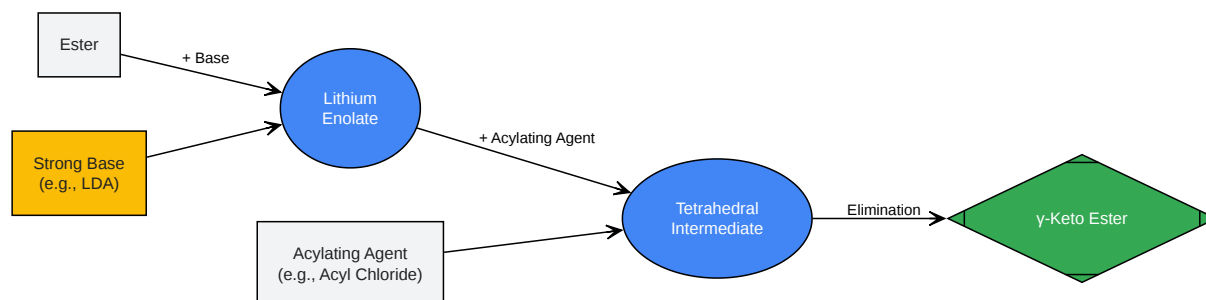 Ester
+ Base
Lithium
Enolate
Strong Base
(e.g., LDA)
+ Acylating Agent
Acylating Agent
(e.g., Acyl Chloride)
Tetrahedral
Intermediate
Elimination
γ-Keto Ester